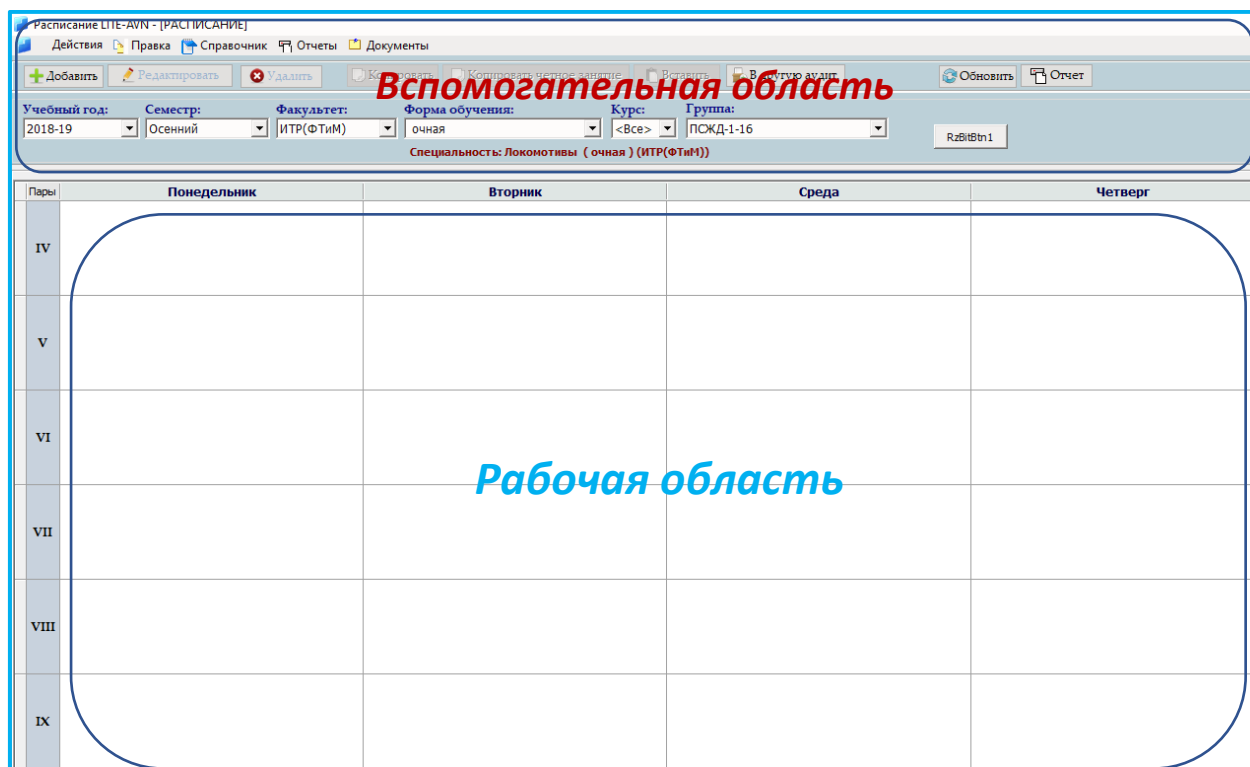 Расписание LITE-AVN - [РАСПИСАНИЕ]
Действия Правка Справочник Отчеты Документы
Добавить Редактировать Удалить Копировать Копировать четное занятие Вставить В другую аудит. Обновить Отчет
Вспомогательная область
Учебный год: Семестр: Факультет: Форма обучения: Курс: Группа:
2018-19 Осенний ИТР(ФТиМ) очная <Все> ПСЖД-1-16 RzBitBtn1
Специальность: Локомотивы ( очная ) (ИТР(ФТиМ))
Пары Понедельник Вторник Среда Четверг
IV
V
VI
Рабочая область
VII
VIII
IX